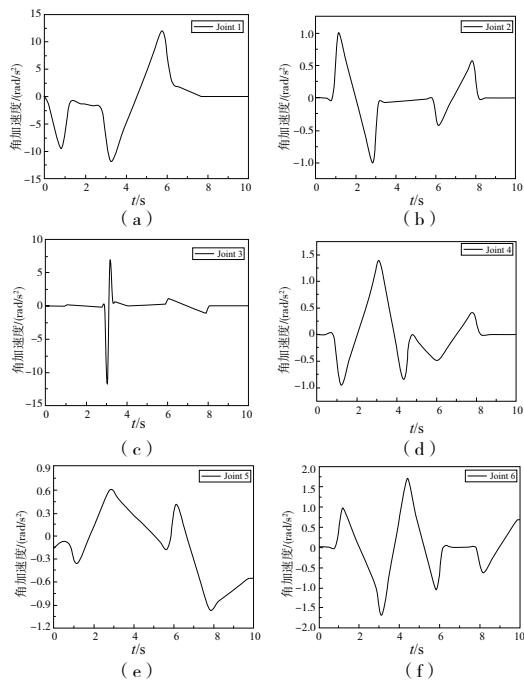 15
10
5
0
−5
−10
−15
角加速度/(rad/s²)
Joint 1
0 2 4 6 8 10
t/s
(a)
1.0
0.5
0
−0.5
−1.0
角加速度/(rad/s²)
Joint 2
0 2 4 6 8 10
t/s
(b)
10
5
0
−5
−10
−15
角加速度/(rad/s²)
Joint 3
0 2 4 6 8 10
t/s
(c)
1.5
1.0
0.5
0
−0.5
−1.0
角加速度/(rad/s²)
Joint 4
0 2 4 6 8 10
t/s
(d)
0.9
0.6
0.3
0
−0.3
−0.6
−0.9
−1.2
角加速度/(rad/s²)
Joint 5
0 2 4 6 8 10
t/s
(e)
2.0
1.5
1.0
0.5
0
−0.5
−1.0
−1.5
−2.0
角加速度/(rad/s²)
Joint 6
0 2 4 6 8 10
t/s
(f)